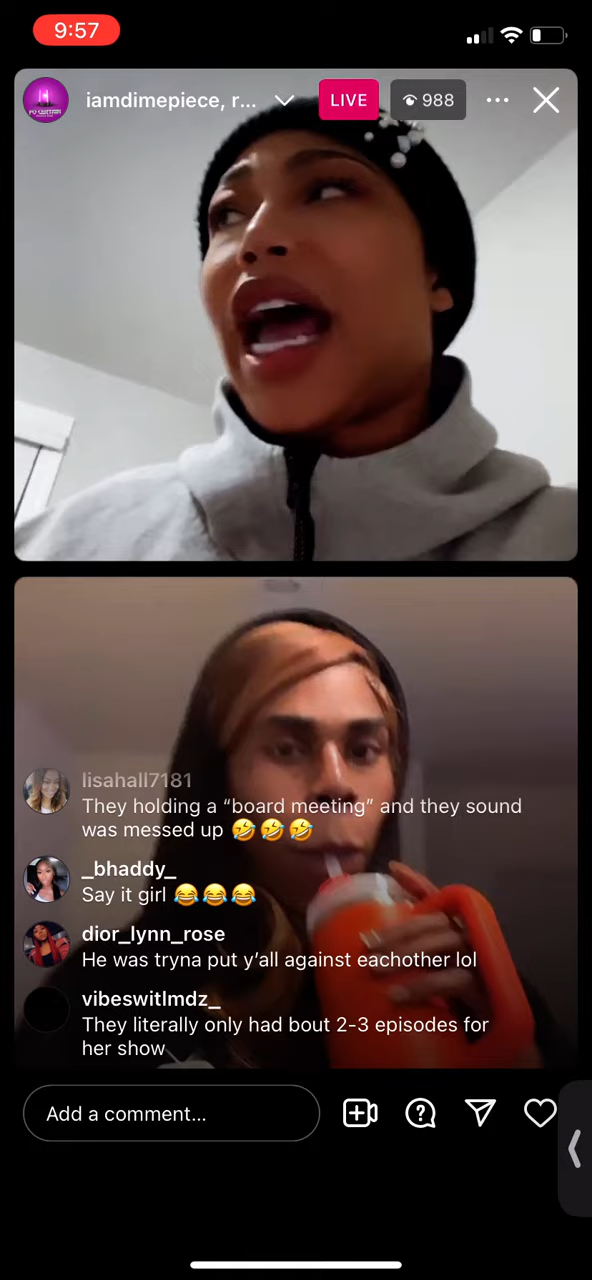 9:57
iamdimepiece, r...
LIVE
988
lisahall7181
They holding a “board meeting” and they sound
was messed up 🤣🤣🤣
_bhaddy_
Say it girl 😂😂😂
dior_lynn_rose
He was tryna put y’all against eachother lol
vibeswitlmdz_
They literally only had bout 2-3 episodes for
her show
Add a comment...